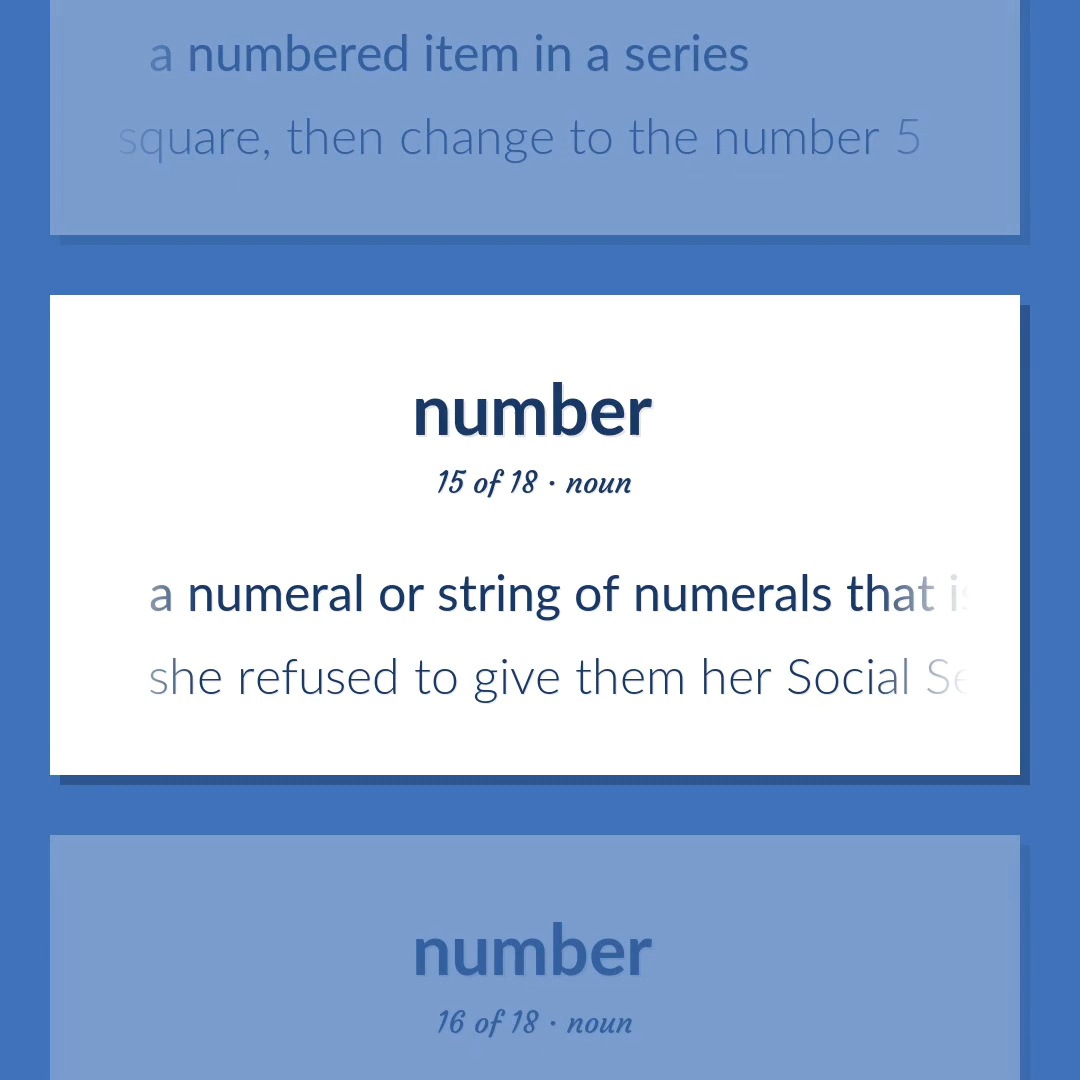 a numbered item in a series
square, then change to the number 5
number
15 of 18 · noun
a numeral or string of numerals that is
she refused to give them her Social
number
16 of 18 · noun